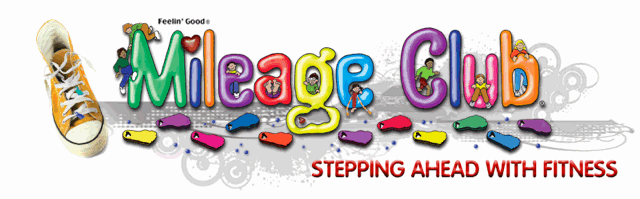 Feelin' Good®
Mileage Club®
STEPPING AHEAD WITH FITNESS